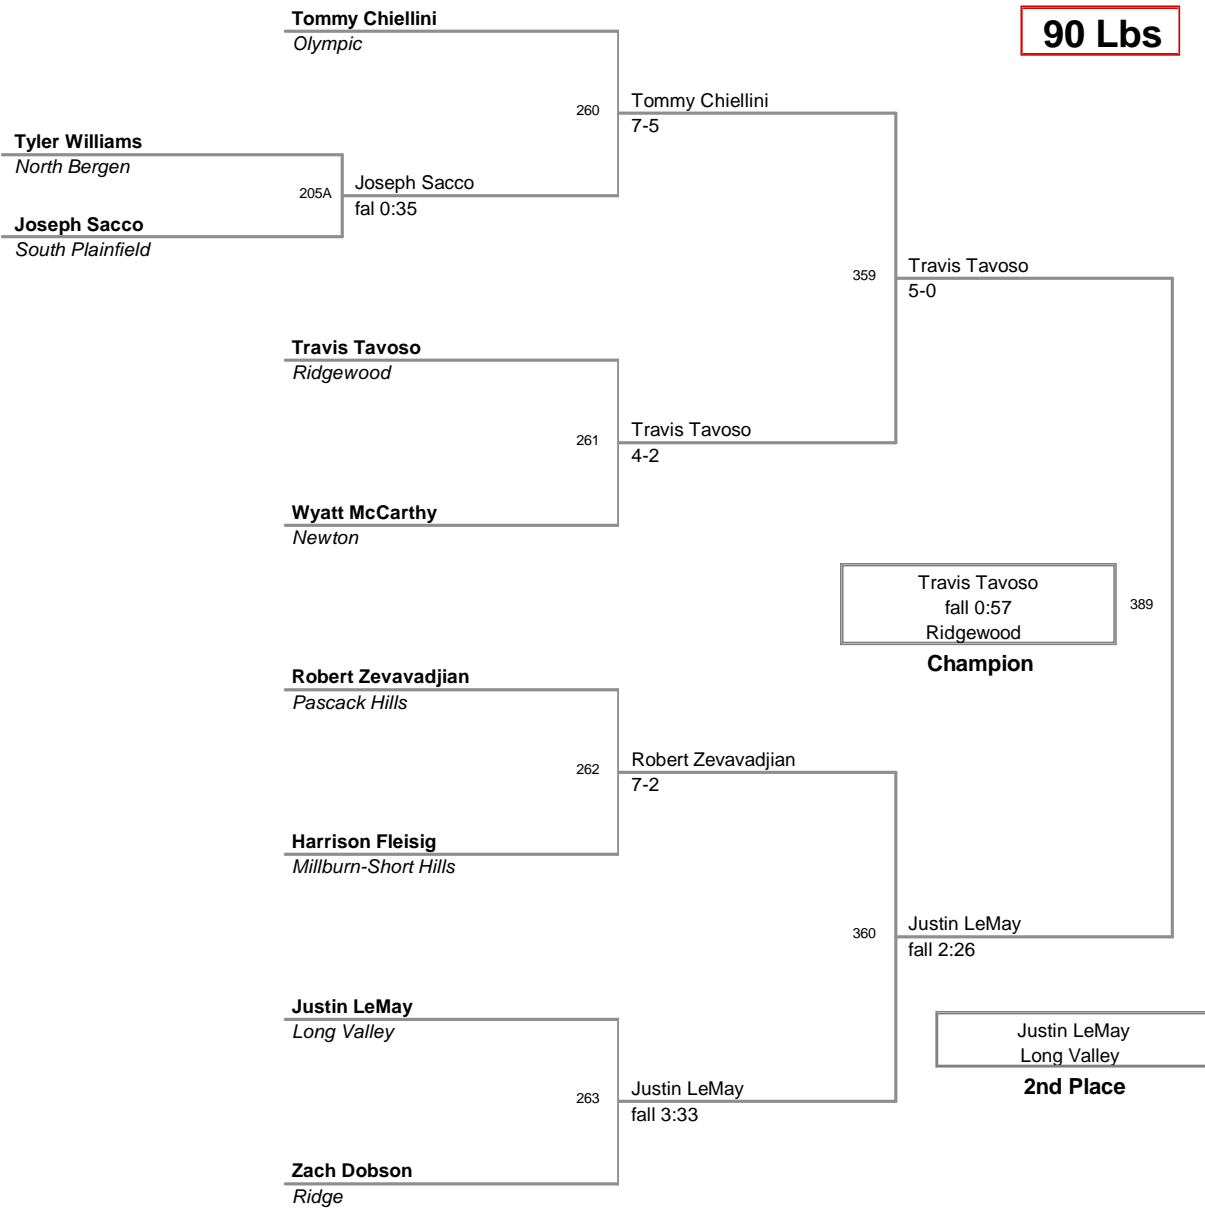 Tommy Chiellini
Olympic
90 Lbs
260
Tommy Chiellini
7-5
Tyler Williams
North Bergen
205A
Joseph Sacco
fal 0:35
Joseph Sacco
South Plainfield
359
Travis Tavoso
5-0
Travis Tavoso
Ridgewood
261
Travis Tavoso
4-2
Wyatt McCarthy
Newton
Travis Tavoso
fall 0:57
Ridgewood
389
Champion
Robert Zevavadjian
Pascack Hills
262
Robert Zevavadjian
7-2
Harrison Fleisig
Millburn-Short Hills
360
Justin LeMay
fall 2:26
Justin LeMay
Long Valley
Justin LeMay
Long Valley
2nd Place
263
Justin LeMay
fall 3:33
Zach Dobson
Ridge